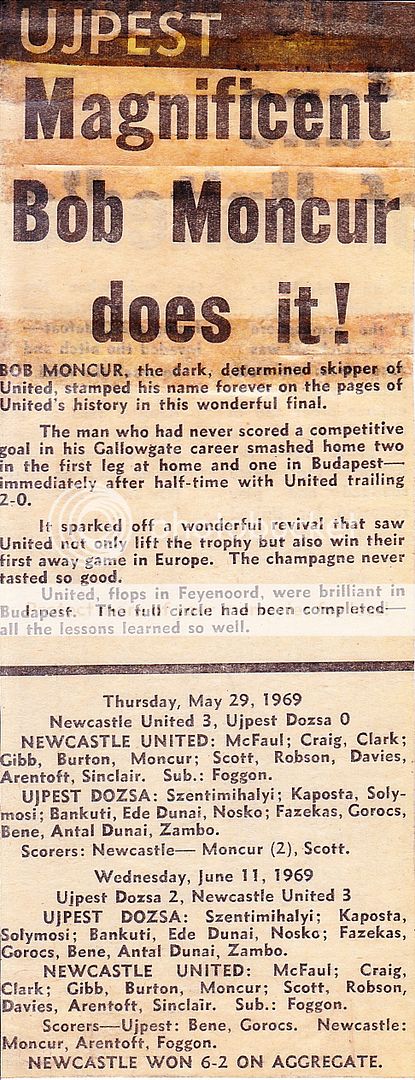 UJPEST
Magnificent
Bob Moncur
does it!
BOB MONCUR, the dark, determined skipper of
United, stamped his name forever on the pages of
United's history in this wonderful final.
The man who had never scored a competitive
goal in his Gallowgate career smashed home two
in the first leg at home and one in Budapest—
immediately after half-time with United trailing
2-0.
It sparked off a wonderful revival that saw
United not only lift the trophy but also win their
first away game in Europe. The champagne never
tasted so good.
United, flops in Feyenoord, were brilliant in
Budapest. The full circle had been completed—
all the lessons learned so well.
Thursday, May 29, 1969
Newcastle United 3, Ujpest Dozsa 0
NEWCASTLE UNITED: McFaul; Craig, Clark;
Gibb, Burton, Moncur; Scott, Robson, Davies,
Arentoft, Sinclair. Sub.: Foggon.
UJPEST DOZSA: Szentimihalyi; Kaposta, Soly-
mosi; Bankuti, Ede Dunai, Nosko; Fazekas, Gorocs,
Bene, Antal Dunai, Zambo.
Scorers: Newcastle— Moncur (2), Scott.
Wednesday, June 11, 1969
Ujpest Dozsa 2, Newcastle United 3
UJPEST DOZSA: Szentimihalyi; Kaposta,
Solymosi; Bankuti, Ede Dunai, Nosko; Fazekas,
Gorocs, Bene, Antal Dunai, Zambo.
NEWCASTLE UNITED: McFaul; Craig,
Clark; Gibb, Burton, Moncur; Scott, Robson,
Davies, Arentoft, Sinclair. Sub.: Foggon.
Scorers—Ujpest: Bene, Gorocs. Newcastle:
Moncur, Arentoft, Foggon.
NEWCASTLE WON 6-2 ON AGGREGATE.